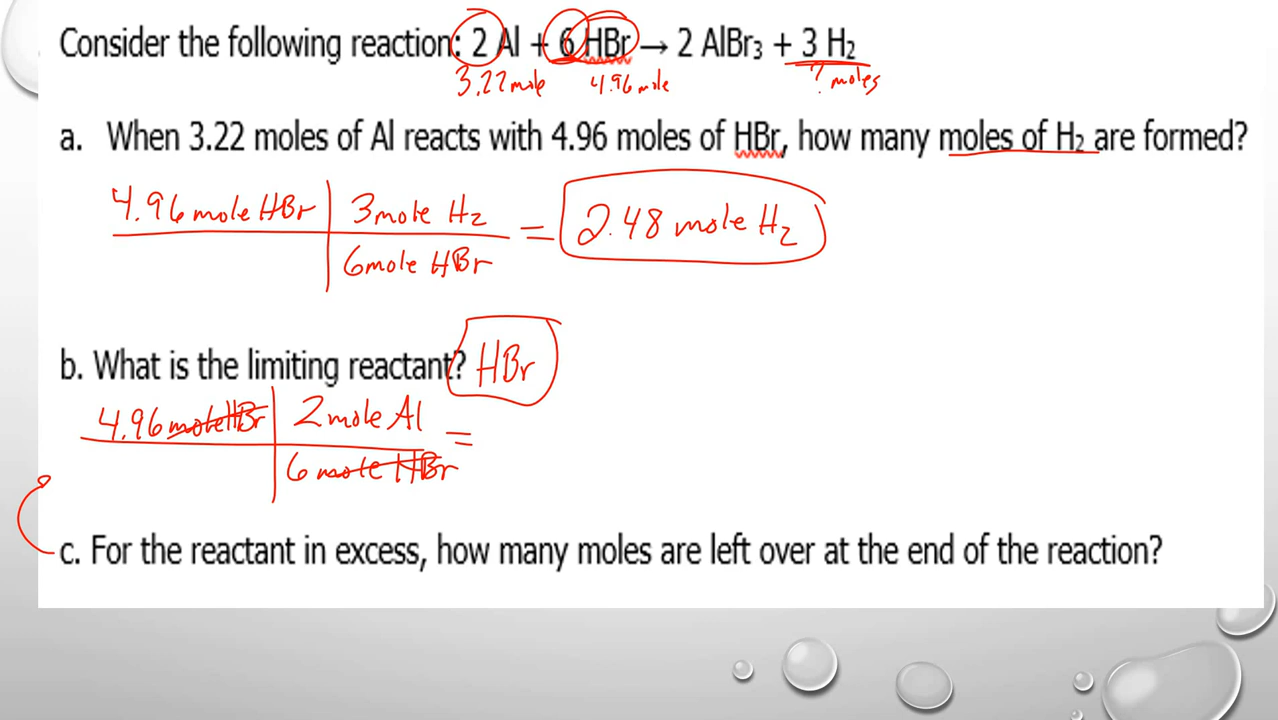 Consider the following reaction: 2 Al + 6 HBr → 2 AlBr₃ + 3 H₂
3.22 mole 4.96 mole ? moles
a. When 3.22 moles of Al reacts with 4.96 moles of HBr, how many moles of H₂ are formed?
4.96 mole HBr 3 mole H₂
6 mole HBr
= 2.48 mole H₂
b. What is the limiting reactant? HBr
4.96 mole HBr 2 mole Al =
6 mole HBr
c. For the reactant in excess, how many moles are left over at the end of the reaction?